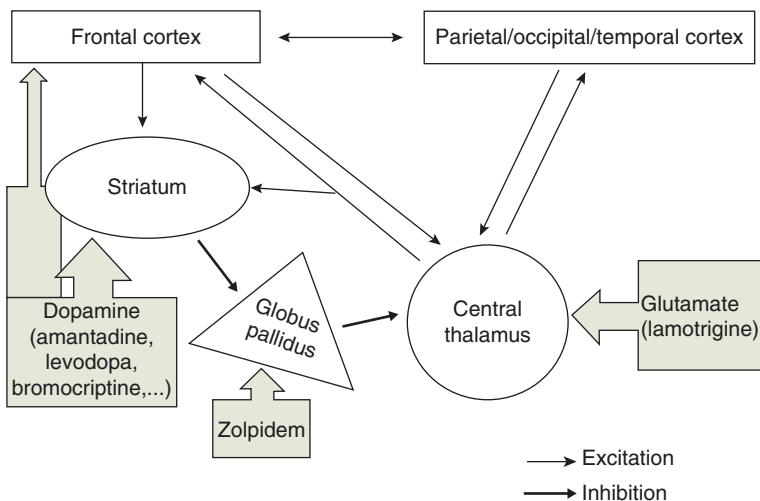 Frontal cortex
Parietal/occipital/temporal cortex
Striatum
Dopamine
(amantadine,
levodopa,
bromocriptine,...)
Globus
pallidus
Central
thalamus
Glutamate
(lamotrigine)
Zolpidem
Excitation
Inhibition